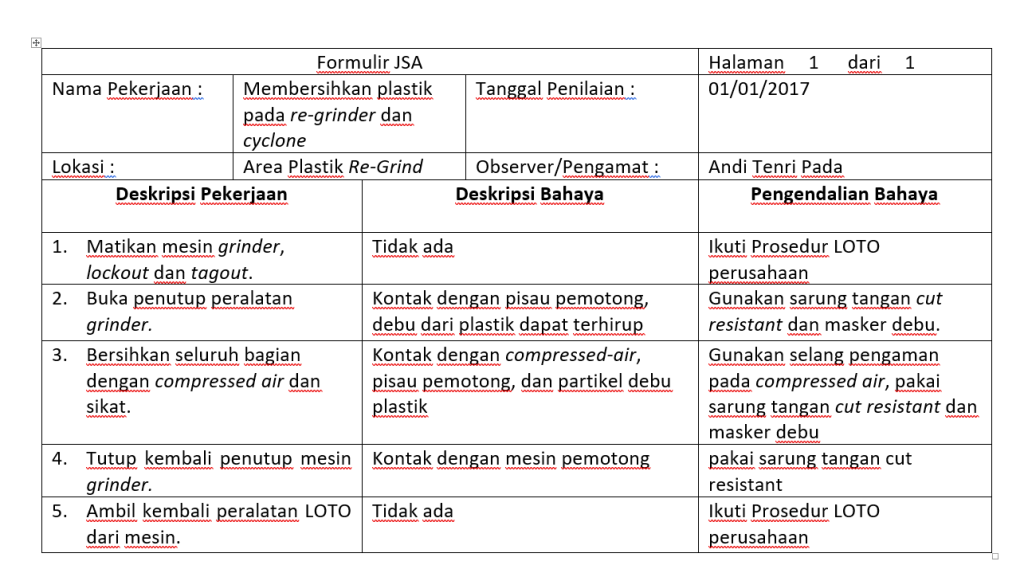 Formulir JSA
Halaman 1 dari 1
Nama Pekerjaan :
Membersihkan plastik
pada re-grinder dan
cyclone
Tanggal Penilaian :
01/01/2017
Lokasi :
Area Plastik Re-Grind
Observer/Pengamat :
Andi Tenri Pada
Deskripsi Pekerjaan
Deskripsi Bahaya
Pengendalian Bahaya
1. Matikan mesin grinder,
lockout dan tagout.
Tidak ada
Ikuti Prosedur LOTO
perusahaan
2. Buka penutup peralatan
grinder.
Kontak dengan pisau pemotong,
debu dari plastik dapat terhirup
Gunakan sarung tangan cut
resistant dan masker debu.
3. Bersihkan seluruh bagian
dengan compressed air dan
sikat.
Kontak dengan compressed-air,
pisau pemotong, dan partikel debu
plastik
Gunakan selang pengaman
pada compressed air, pakai
sarung tangan cut resistant dan
masker debu
4. Tutup kembali penutup mesin
grinder.
Kontak dengan mesin pemotong
pakai sarung tangan cut
resistant
5. Ambil kembali peralatan LOTO
dari mesin.
Tidak ada
Ikuti Prosedur LOTO
perusahaan